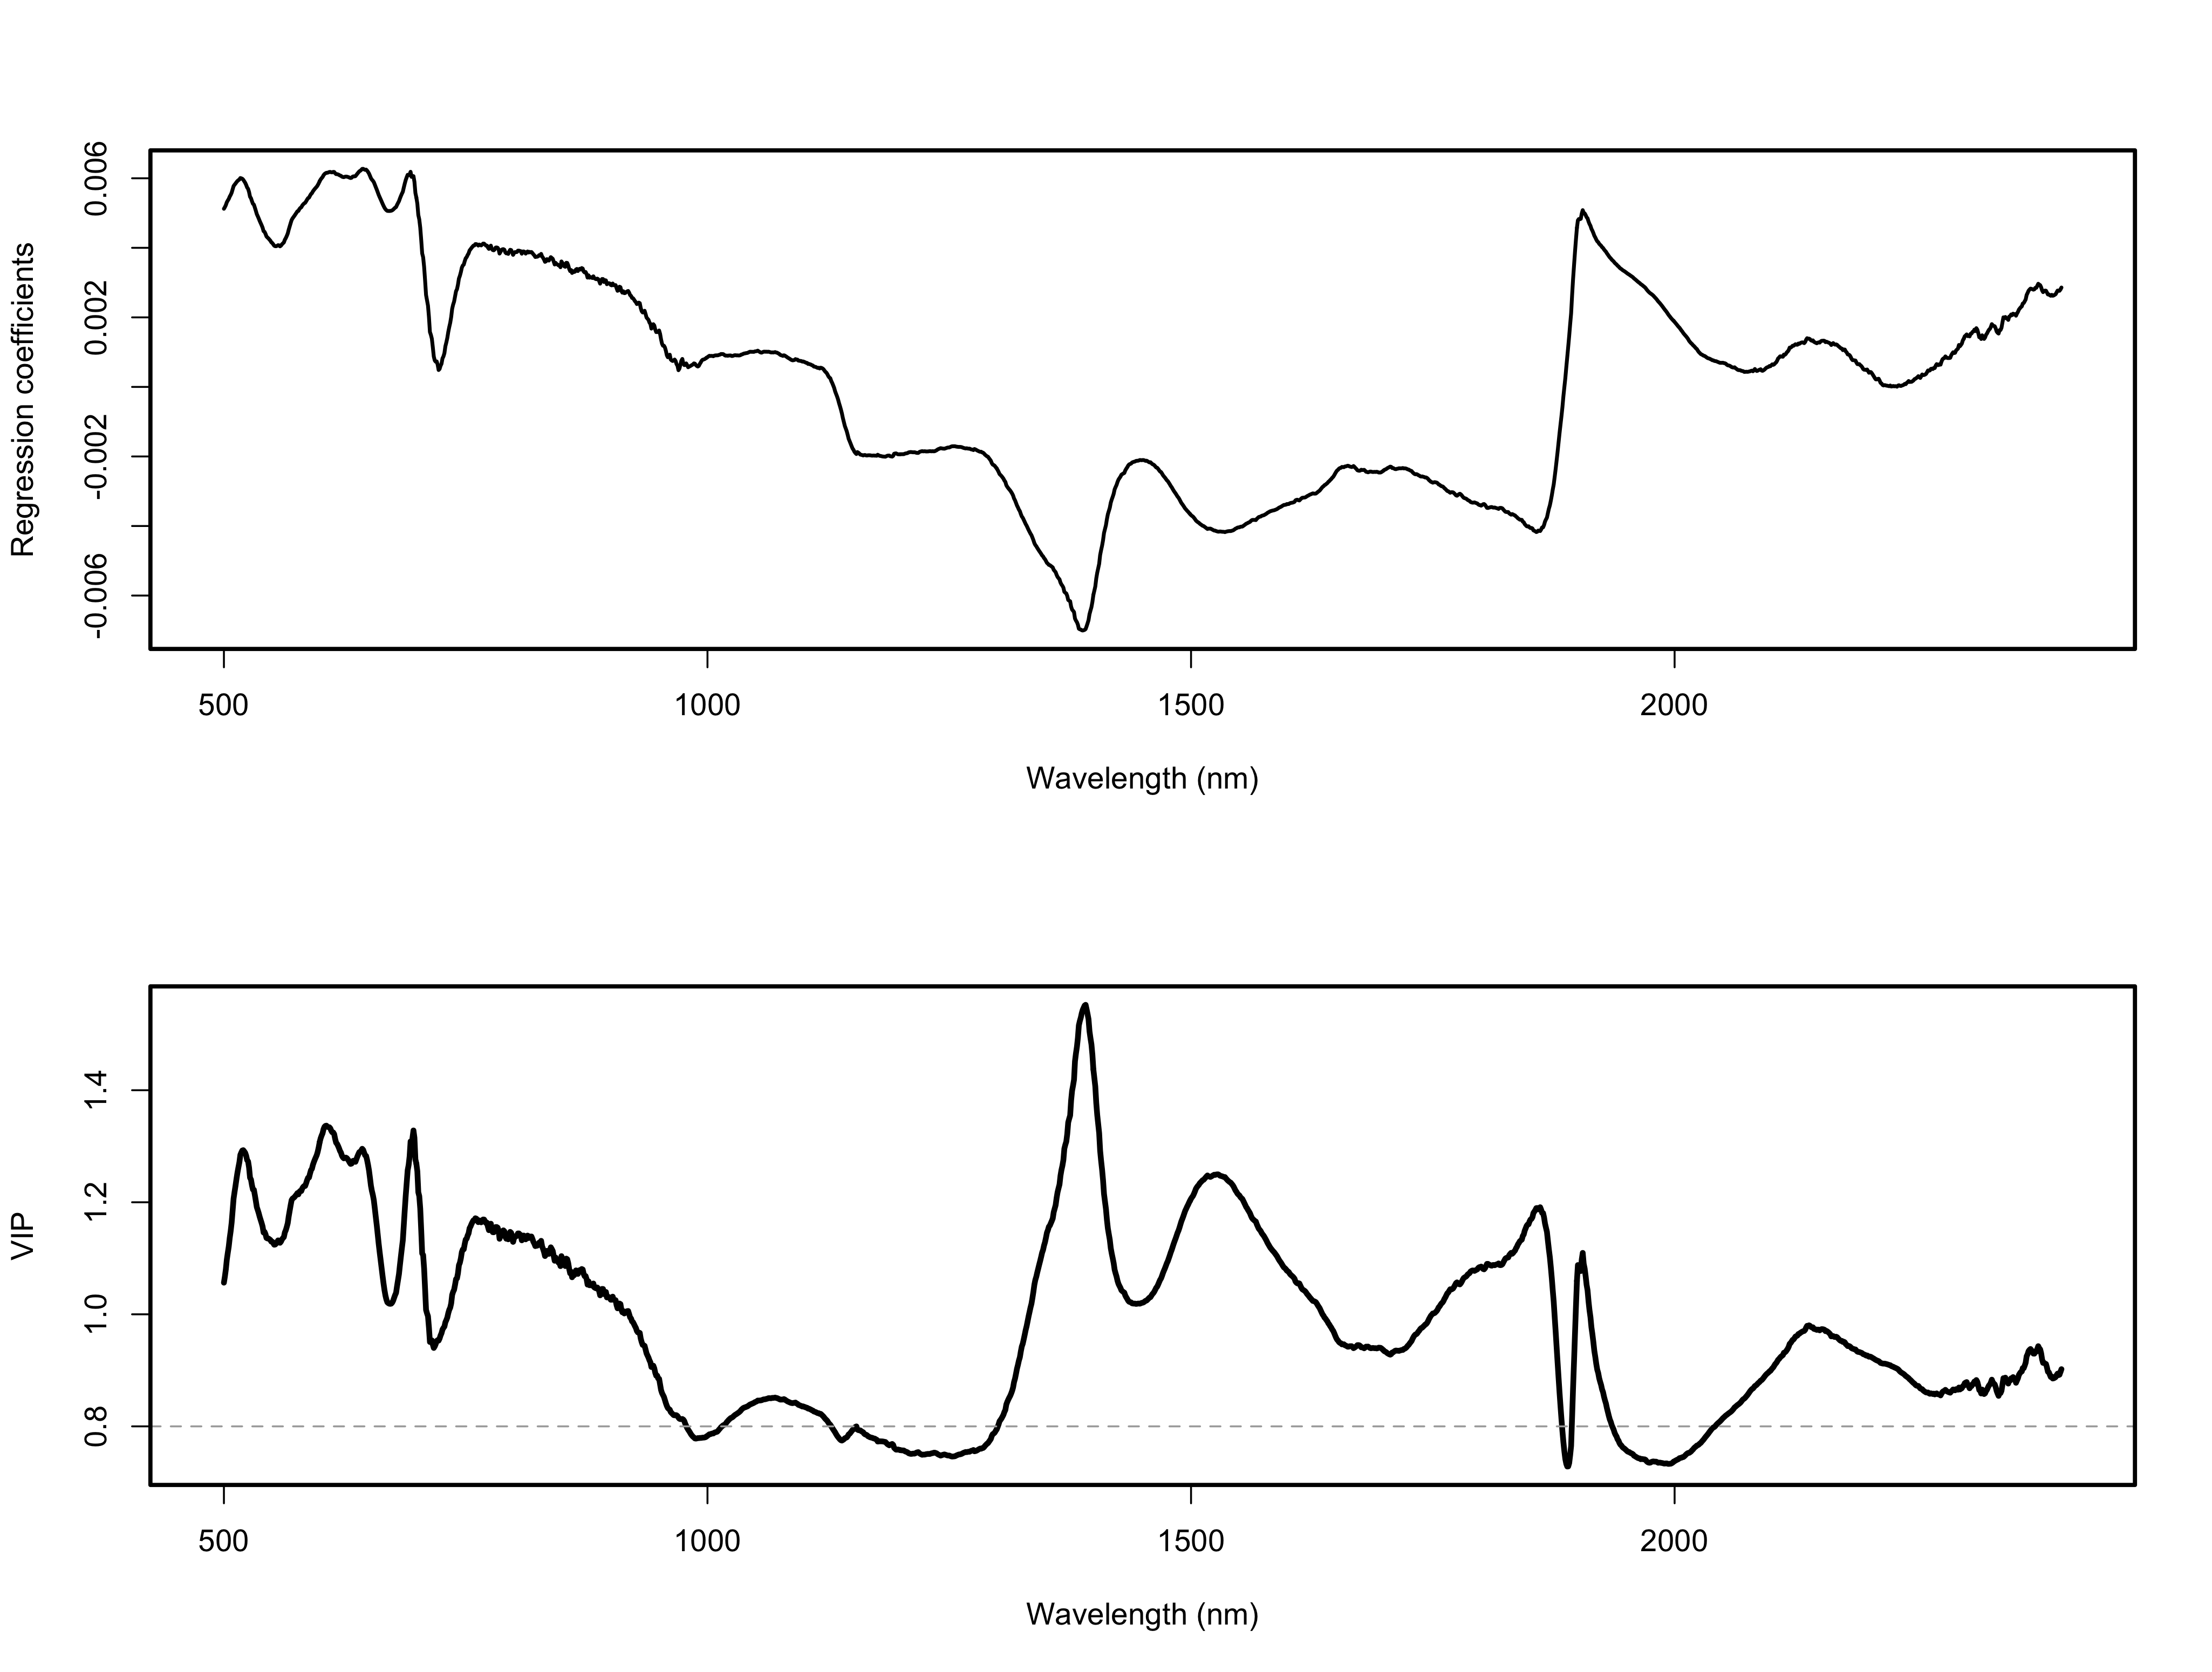 Regression coefficients
0.006
0.002
-0.002
-0.006
500 1000 1500 2000
Wavelength (nm)
VIP
1.4
1.2
1.0
0.8
500 1000 1500 2000
Wavelength (nm)